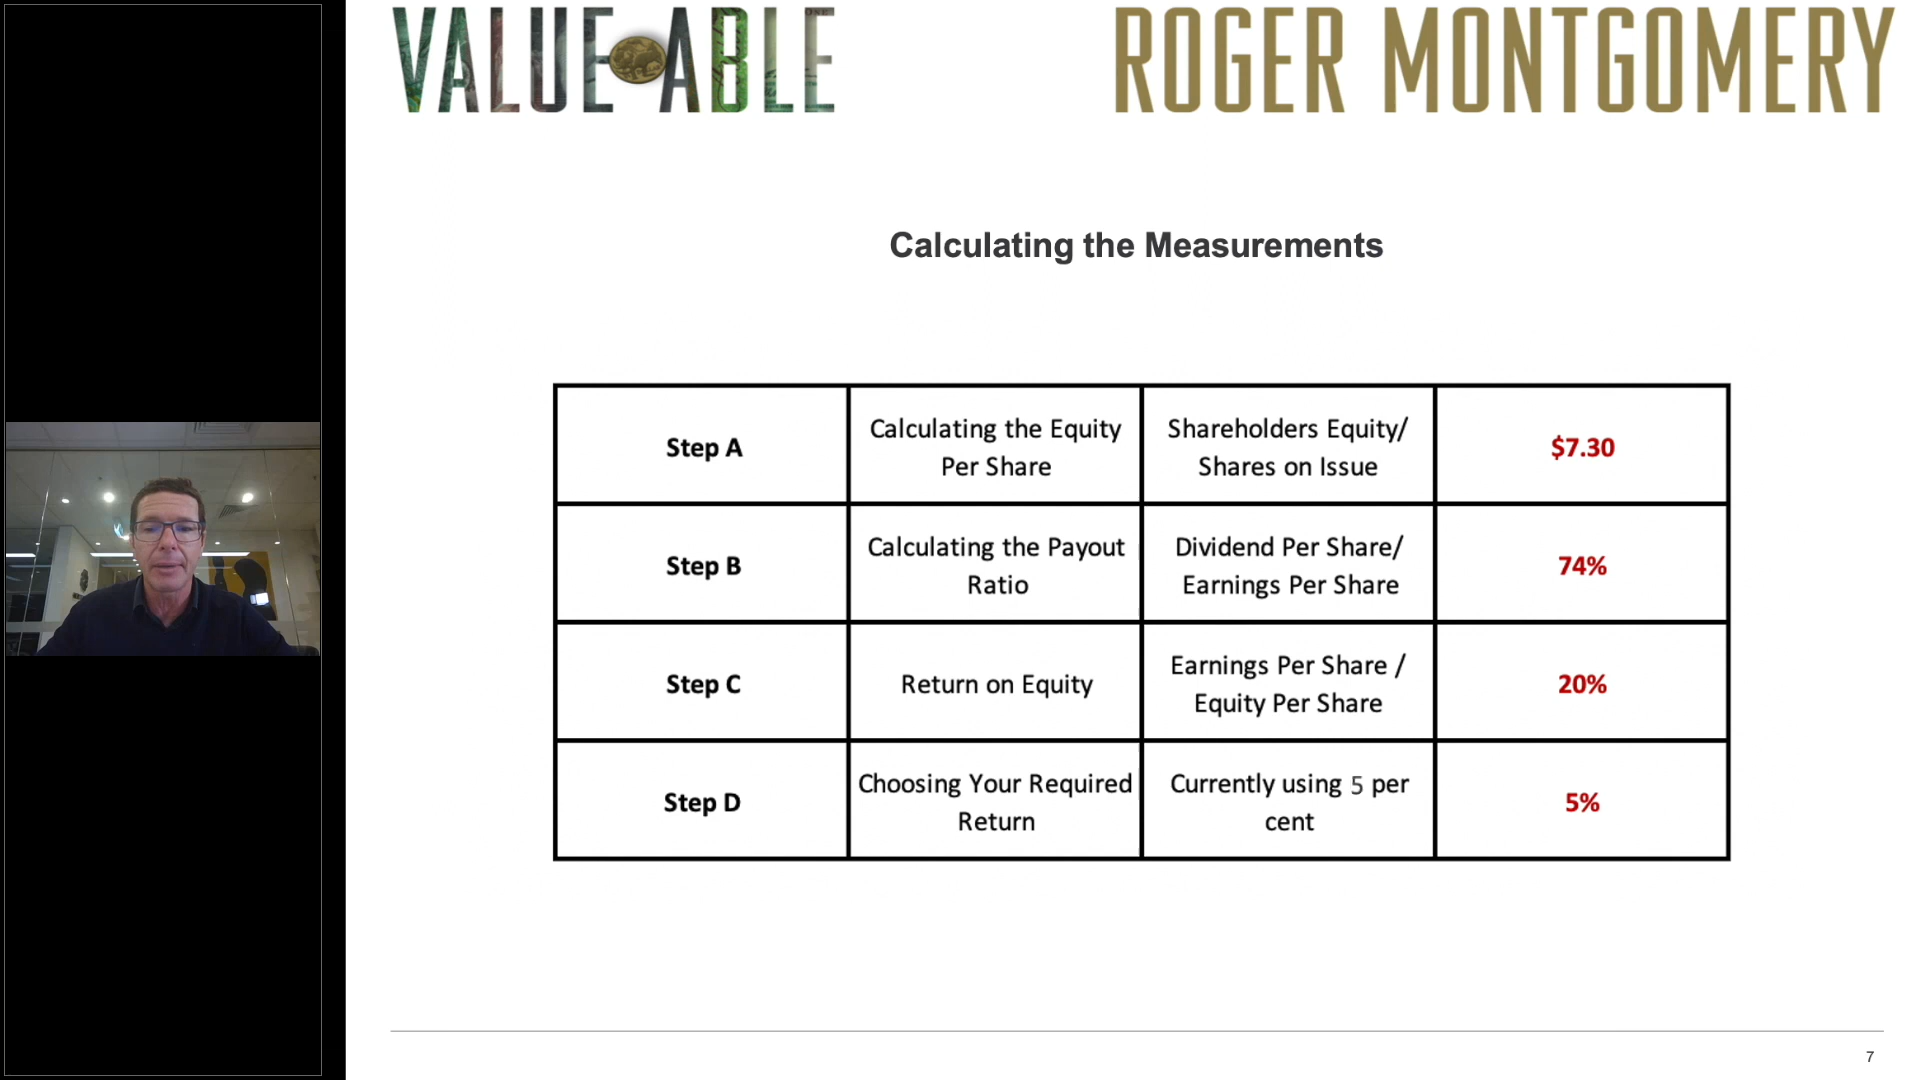 VALUE ABLE
ROGER MONTGOMERY
Calculating the Measurements
Step A
Calculating the Equity
Per Share
Shareholders Equity/
Shares on Issue
$7.30
Step B
Calculating the Payout
Ratio
Dividend Per Share/
Earnings Per Share
74%
Step C
Return on Equity
Earnings Per Share /
Equity Per Share
20%
Step D
Choosing Your Required
Return
Currently using 5 per
cent
5%
7